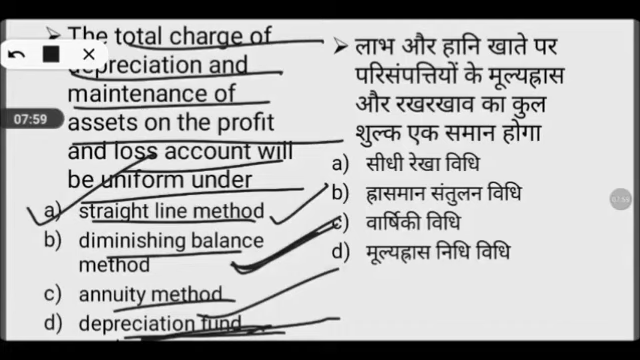 The total charge of
depreciation and
maintenance of
assets on the profit
and loss account will
be uniform under
a) straight line method
b) diminishing balance
method
c) annuity method
d) depreciation fund
07:59
लाभ और हानि खाते पर
परिसंपत्तियों के मूल्यह्रास
और रखरखाव का कुल
शुल्क एक समान होगा
a) सीधी रेखा विधि
b) ह्रासमान संतुलन विधि
c) वार्षिकी विधि
d) मूल्यह्रास निधि विधि